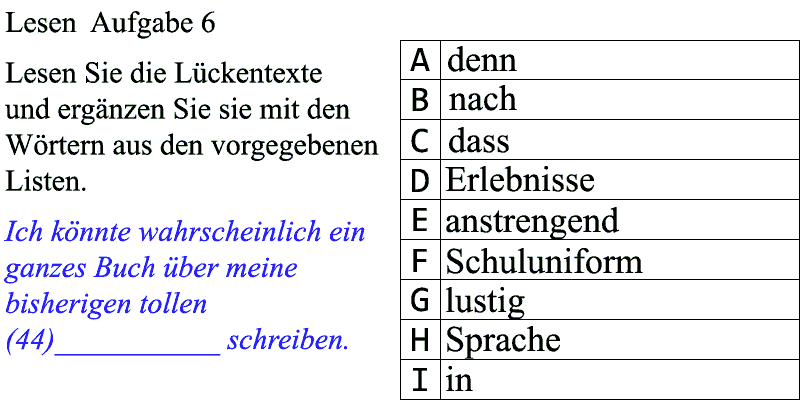 Lesen Aufgabe 6
Lesen Sie die Lückentexte
und ergänzen Sie sie mit den
Wörtern aus den vorgegebenen
Listen.
Ich könnte wahrscheinlich ein
ganzes Buch über meine
bisherigen tollen
(44)___________ schreiben.
A denn
B nach
C dass
D Erlebnisse
E anstrengend
F Schuluniform
G lustig
H Sprache
I in